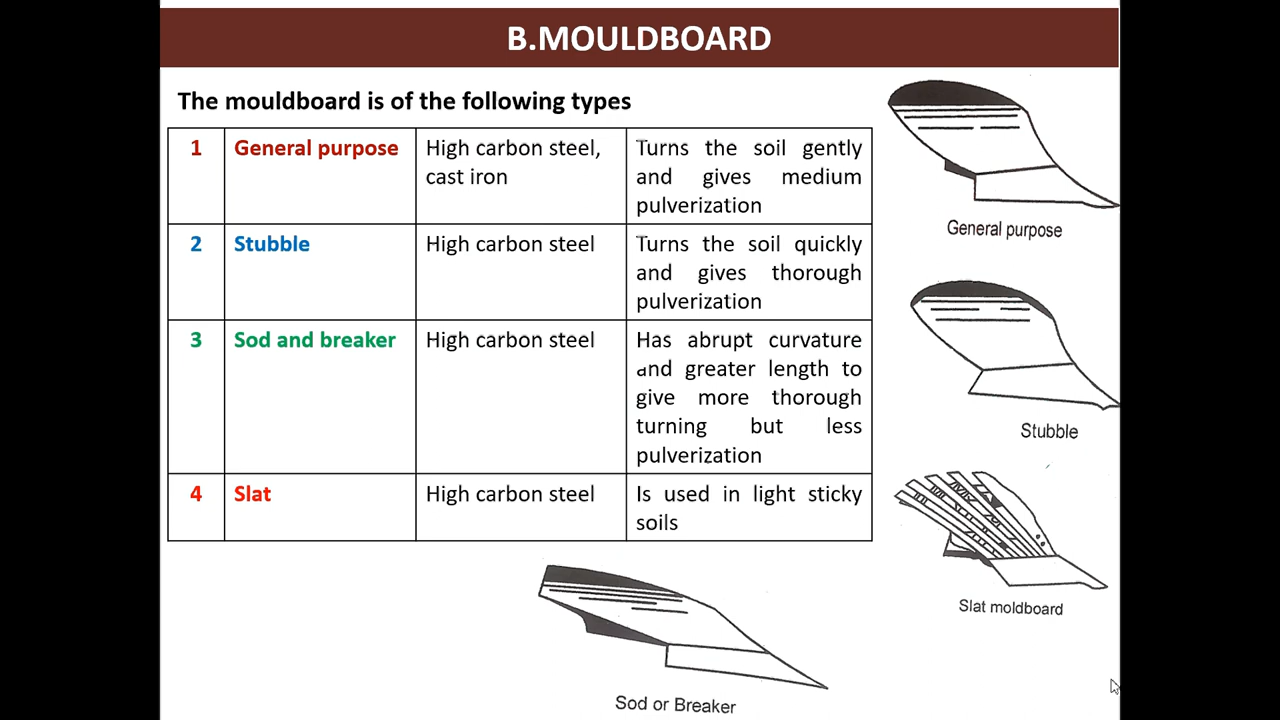 B.MOULDBOARD
The mouldboard is of the following types
1 General purpose High carbon steel, cast iron Turns the soil gently and gives medium pulverization
2 Stubble High carbon steel Turns the soil quickly and gives thorough pulverization
3 Sod and breaker High carbon steel Has abrupt curvature and greater length to give more thorough turning but less pulverization
4 Slat High carbon steel Is used in light sticky soils
General purpose
Stubble
Slat moldboard
Sod or Breaker